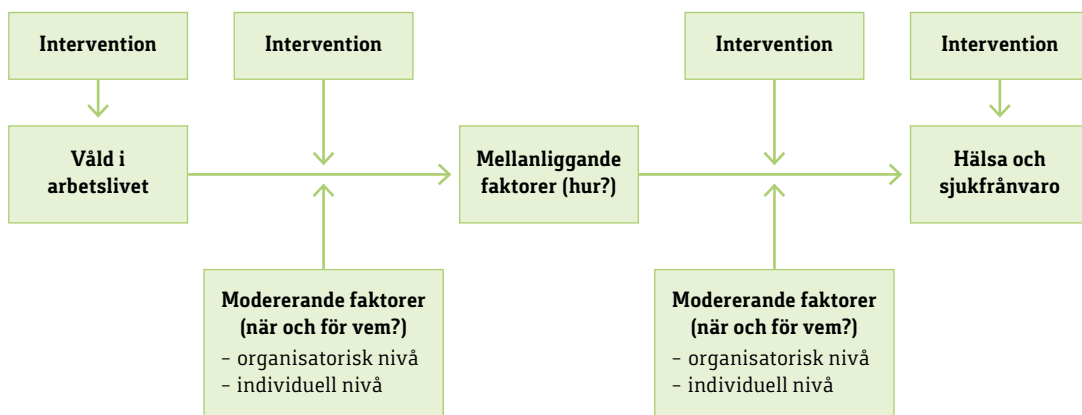 Intervention
Intervention
Intervention
Intervention
Våld i
arbetslivet
Mellanliggande
faktorer (hur?)
Hälsa och
sjukfrånvaro
Modererande faktorer
(när och för vem?)
– organisatorisk nivå
– individuell nivå
Modererande faktorer
(när och för vem?)
– organisatorisk nivå
– individuell nivå